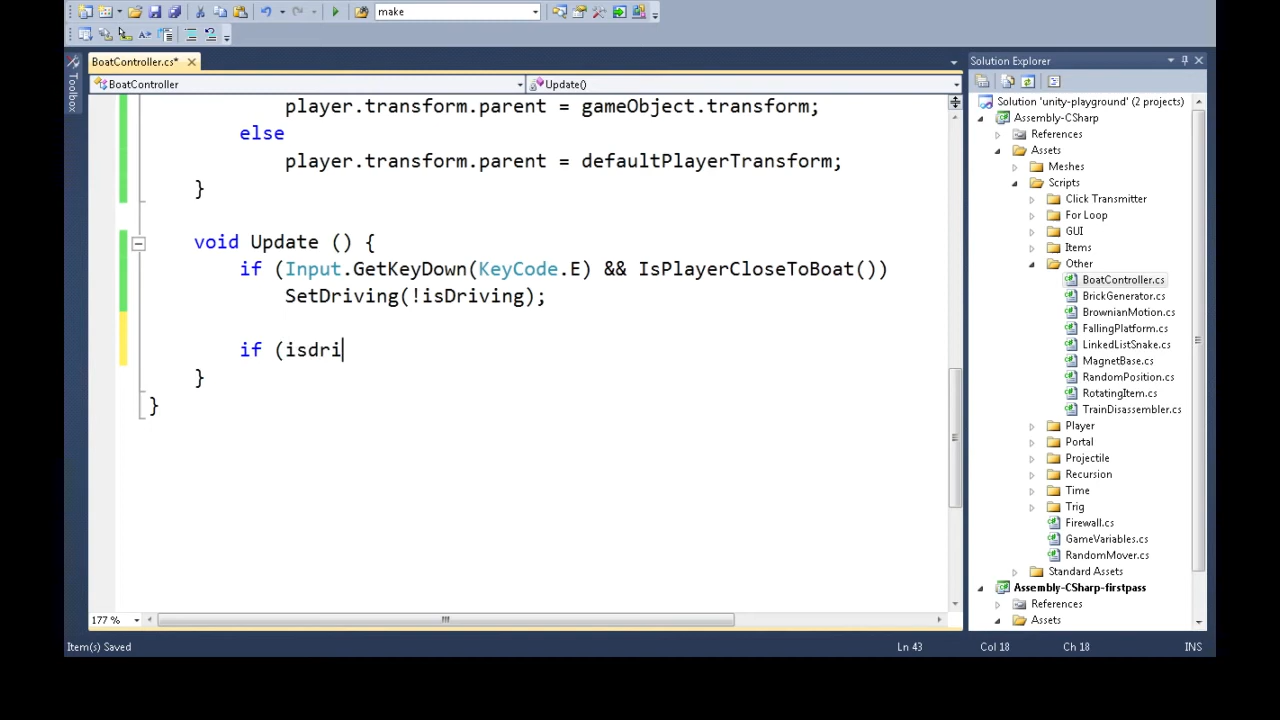 make
BoatController.cs*
Solution Explorer
Toolbox
BoatController
Update()
player.transform.parent = gameObject.transform;
else
player.transform.parent = defaultPlayerTransform;
}
void Update () {
if (Input.GetKeyDown(KeyCode.E) && IsPlayerCloseToBoat())
SetDriving(!isDriving);
if (isdri
}
}
Solution 'unity-playground' (2 projects)
Assembly-CSharp
References
Assets
Meshes
Scripts
Click Transmitter
For Loop
GUI
Items
Other
BoatController.cs
BrickGenerator.cs
BrownianMotion.cs
FallingPlatform.cs
LinkedListSnake.cs
MagnetBase.cs
RandomPosition.cs
RotatingItem.cs
TrainDisassembler.cs
Player
Portal
Projectile
Recursion
Time
Trig
Firewall.cs
GameVariables.cs
RandomMover.cs
Standard Assets
Assembly-CSharp-firstpass
References
Assets
177 %
Item(s) Saved
Ln 43
Col 18
Ch 18
INS